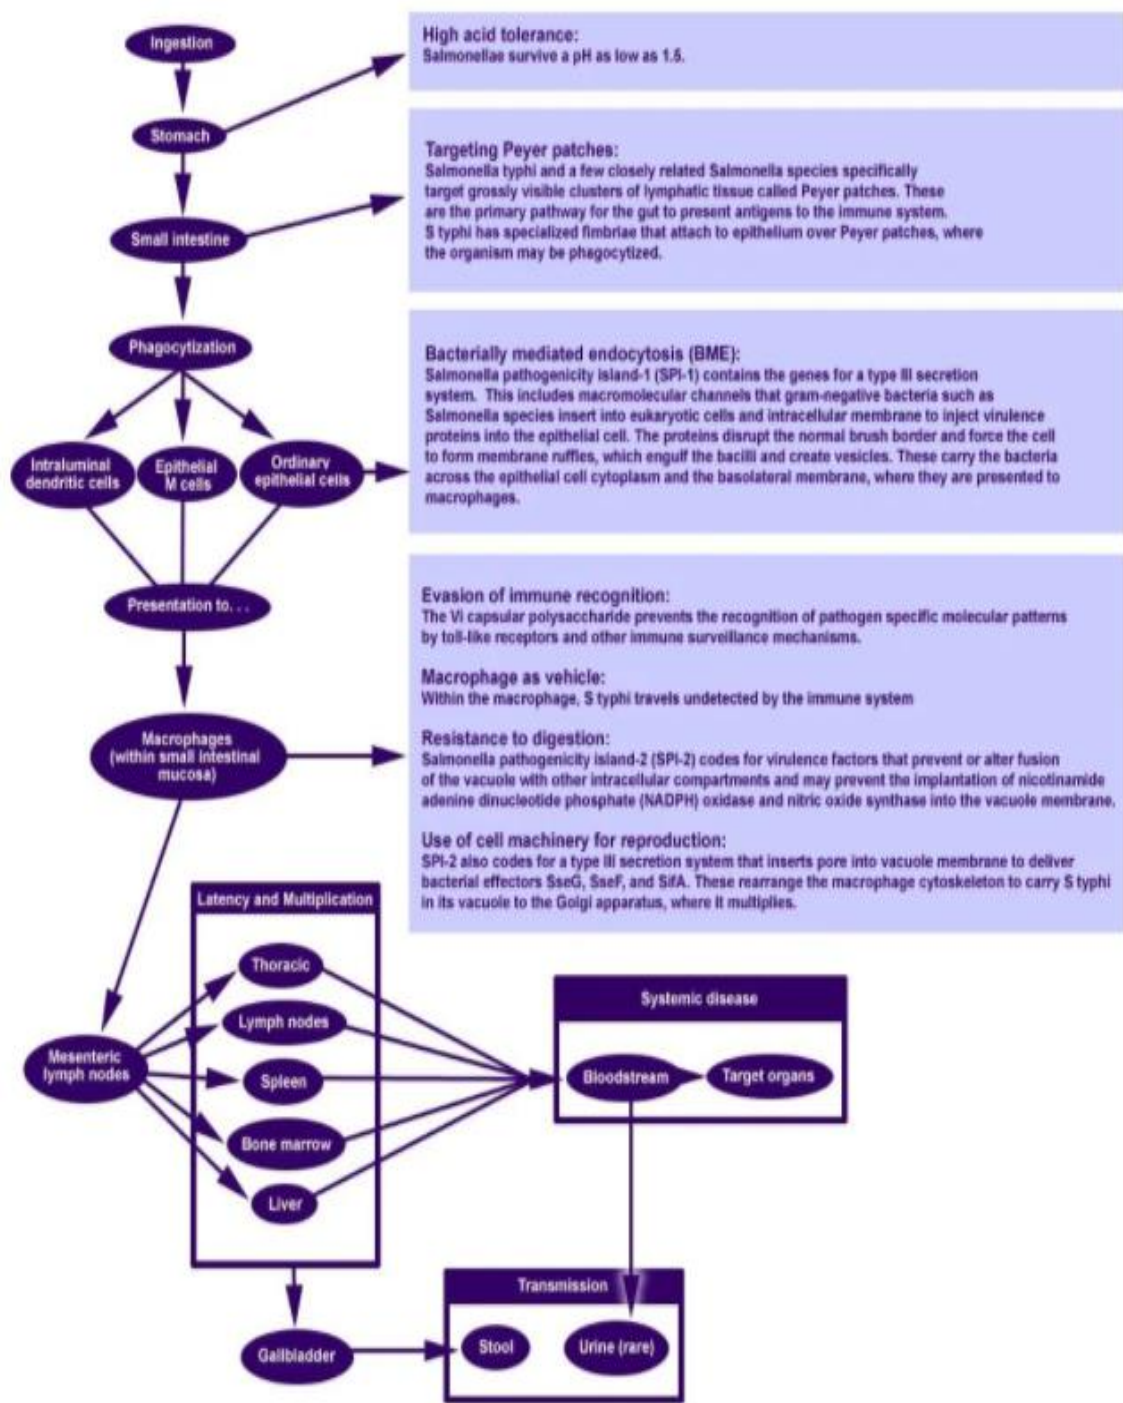 Ingestion
High acid tolerance:
Salmonellae survive a pH as low as 1.5.
Stomach
Targeting Peyer patches:
Salmonella typhi and a few closely related Salmonella species specifically
target grossly visible clusters of lymphatic tissue called Peyer patches. These
are the primary pathway for the gut to present antigens to the immune system.
S typhi has specialized fimbriae that attach to epithelium over Peyer patches, where
the organism may be phagocytized.
Small intestine
Phagocytization
Bacterially mediated endocytosis (BME):
Salmonella pathogenicity island-1 (SPI-1) contains the genes for a type III secretion
system. This includes macromolecular channels that gram-negative bacteria such as
Salmonella species insert into eukaryotic cells and intracellular membrane to inject virulence
proteins into the epithelial cell. The proteins disrupt the normal brush border and force the cell
to form membrane ruffles, which engulf the bacilli and create vesicles. These carry the bacteria
across the epithelial cell cytoplasm and the basolateral membrane, where they are presented to
macrophages.
Intraluminal
dendritic cells
Epithelial
M cells
Ordinary
epithelial cells
Presentation to. . .
Evasion of immune recognition:
The Vi capsular polysaccharide prevents the recognition of pathogen specific molecular patterns
by toll-like receptors and other immune surveillance mechanisms.
Macrophage as vehicle:
Within the macrophage, S typhi travels undetected by the immune system
Resistance to digestion:
Salmonella pathogenicity island-2 (SPI-2) codes for virulence factors that prevent or alter fusion
of the vacuole with other intracellular compartments and may prevent the implantation of nicotinamide
adenine dinucleotide phosphate (NADPH) oxidase and nitric oxide synthase into the vacuole membrane.
Use of cell machinery for reproduction:
SPI-2 also codes for a type III secretion system that inserts pore into vacuole membrane to deliver
bacterial effectors SseG, SseF, and SifA. These rearrange the macrophage cytoskeleton to carry S typhi
in its vacuole to the Golgi apparatus, where it multiplies.
Macrophages
(within small intestinal
mucosa)
Latency and Multiplication
Thoracic
Lymph nodes
Spleen
Bone marrow
Liver
Mesenteric
lymph nodes
Systemic disease
Bloodstream
Target organs
Transmission
Gallbladder
Stool
Urine (rare)